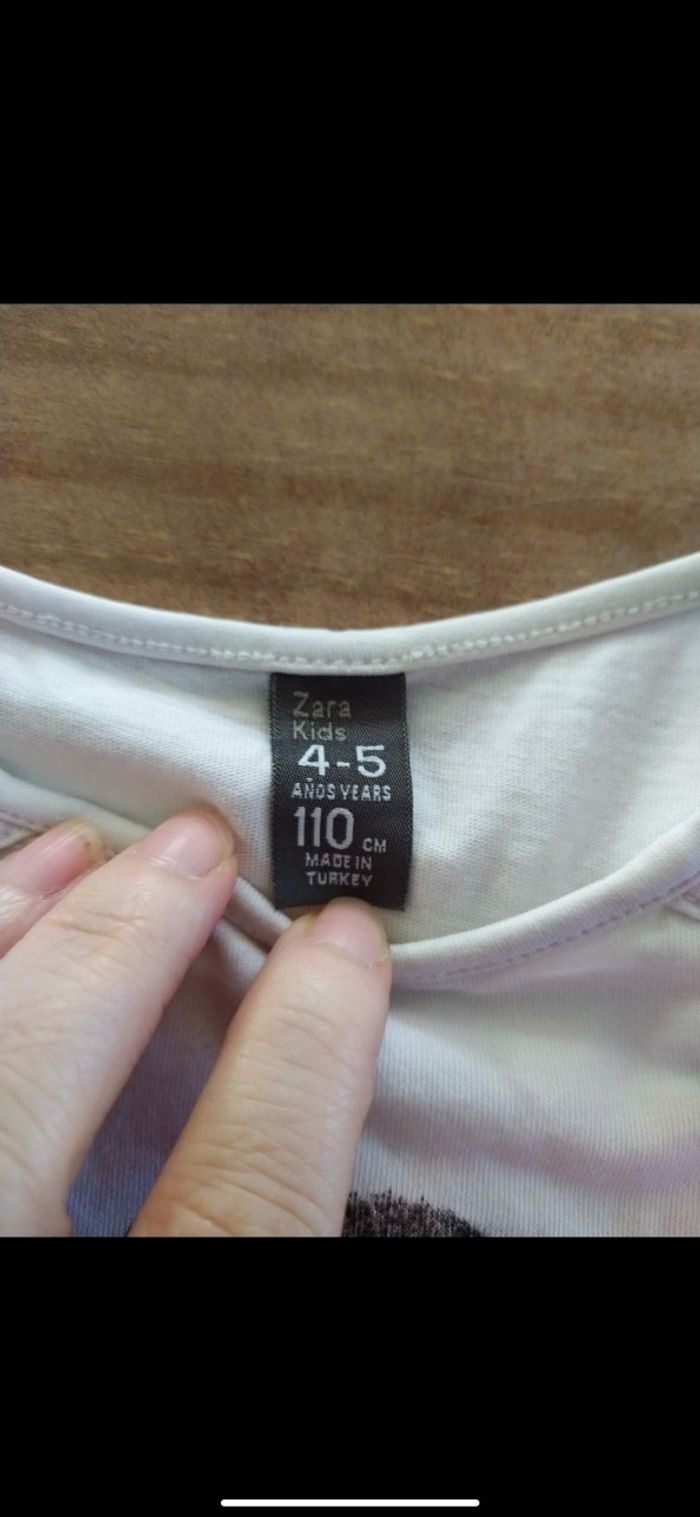 Zara
Kids
4-5
AÑOS YEARS
110 CM
MADE IN
TURKEY